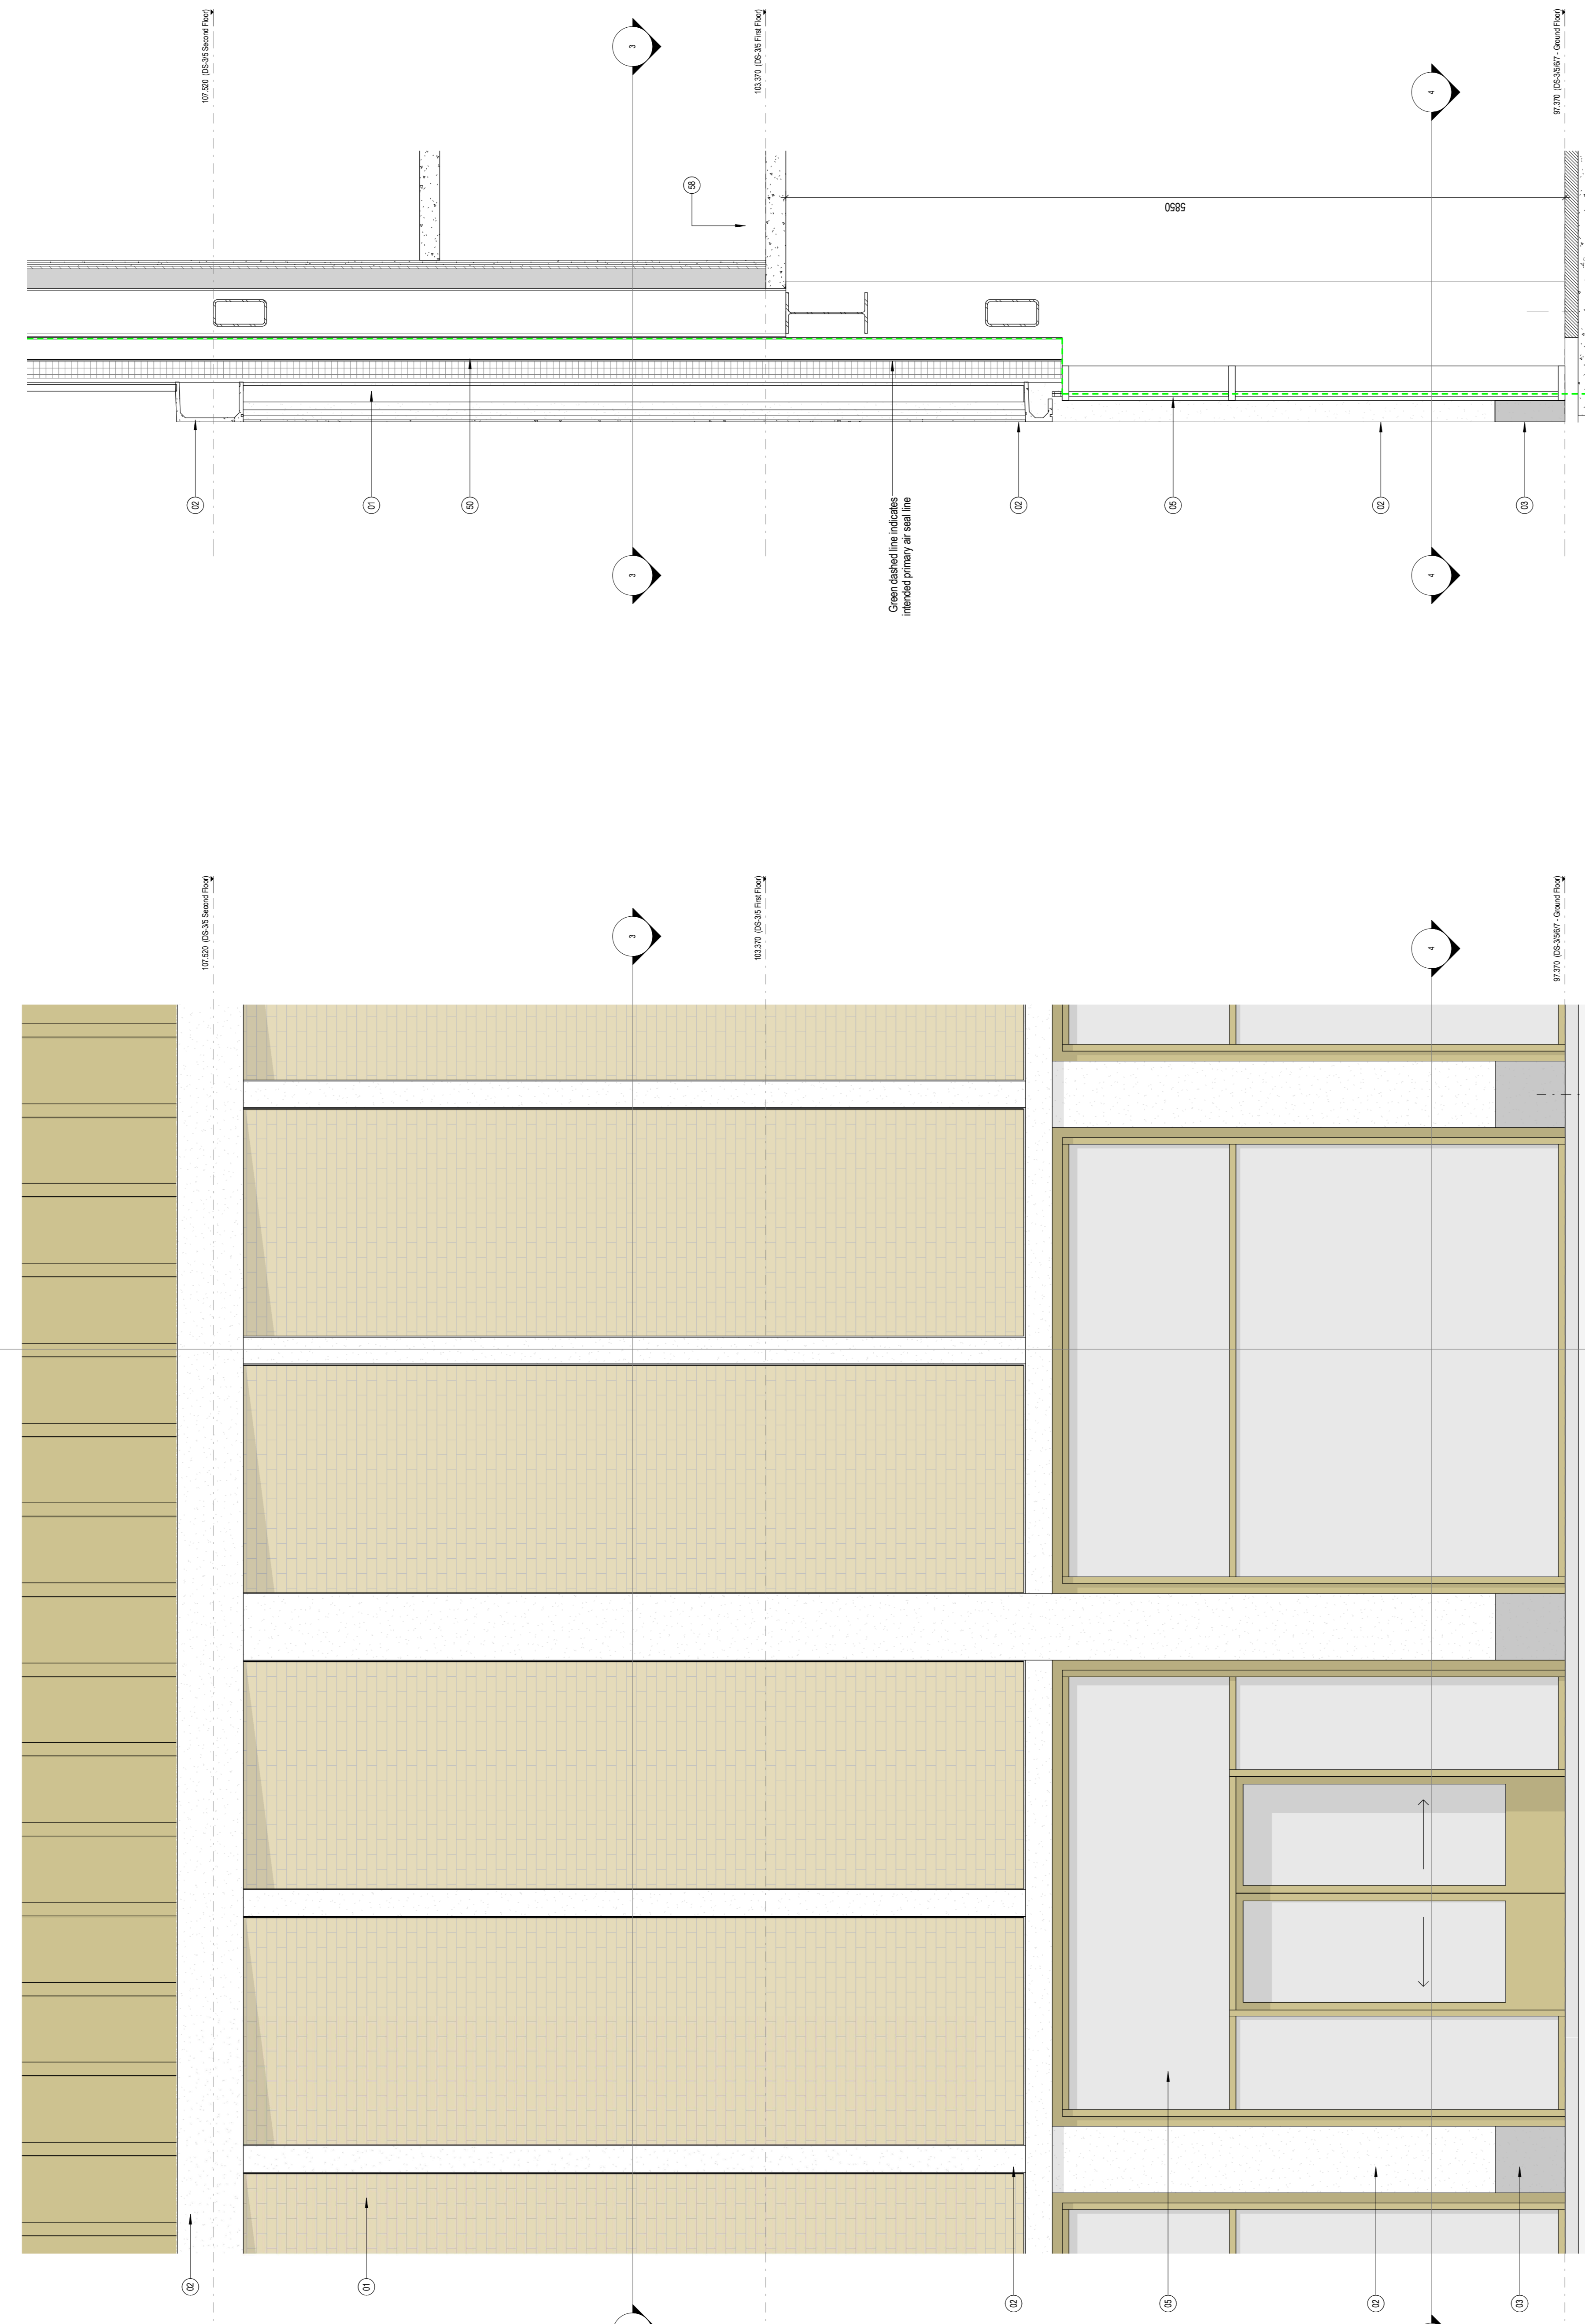 107.520 (DS-3/5 Second Floor)
3
103.370 (DS-3/5 First Floor)
4
97.370 (DS-3/5/6/7 - Ground Floor)
58
5850
02
01
50
Green dashed line indicates
intended primary air seal line
02
05
02
03
3
4
107.520 (DS-3/5 Second Floor)
3
103.370 (DS-3/5 First Floor)
4
97.370 (DS-3/5/6/7 - Ground Floor)
02
01
02
05
02
03